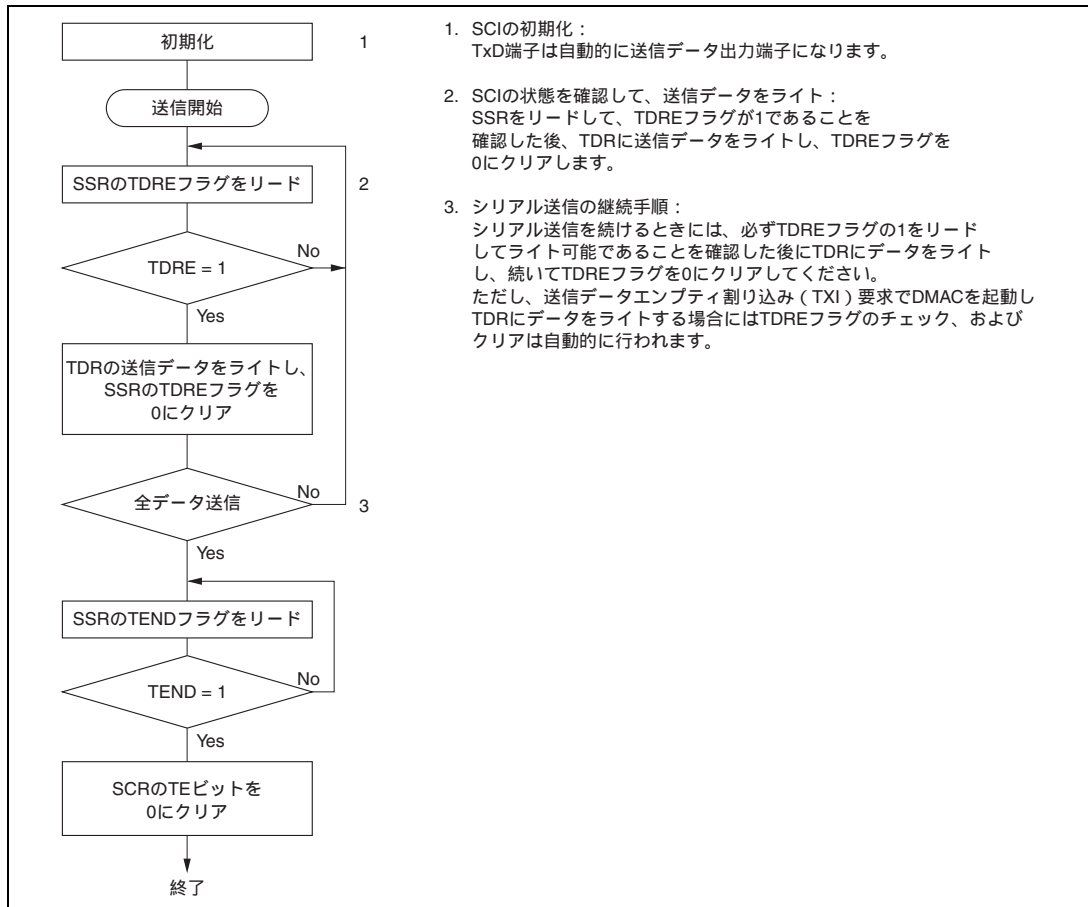 初期化
1
送信開始
SSRのTDREフラグをリード
2
TDRE = 1
No
Yes
TDRの送信データをライトし、
SSRのTDREフラグを
0にクリア
全データ送信
No
3
Yes
SSRのTENDフラグをリード
TEND = 1
No
Yes
SCRのTEビットを
0にクリア
終了
1. SCIの初期化：
TxD端子は自動的に送信データ出力端子になります。
2. SCIの状態を確認して、送信データをライト：
SSRをリードして、TDREフラグが1であることを
確認した後、TDRに送信データをライトし、TDREフラグを
0にクリアします。
3. シリアル送信の継続手順：
シリアル送信を続けるときには、必ずTDREフラグの1をリード
してライト可能であることを確認した後にTDRにデータをライト
し、続いてTDREフラグを0にクリアしてください。
ただし、送信データエンプティ割り込み（TXI）要求でDMACを起動し
TDRにデータをライトする場合にはTDREフラグのチェック、および
クリアは自動的に行われます。